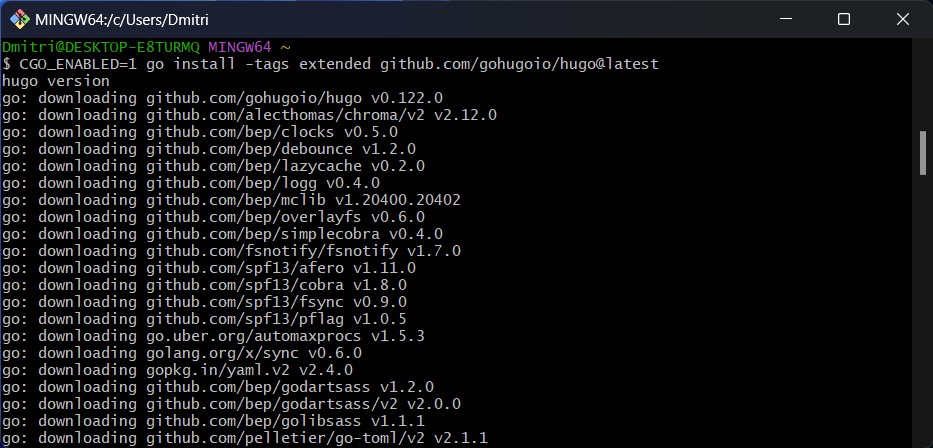 MINGW64:/c/Users/Dmitri
Dmitri@DESKTOP-E8TURMQ MINGW64 ~
$ CGO_ENABLED=1 go install -tags extended github.com/gohugoio/hugo@latest
hugo version
go: downloading github.com/gohugoio/hugo v0.122.0
go: downloading github.com/alecthomas/chroma/v2 v2.12.0
go: downloading github.com/bep/clocks v0.5.0
go: downloading github.com/bep/debounce v1.2.0
go: downloading github.com/bep/lazycache v0.2.0
go: downloading github.com/bep/logg v0.4.0
go: downloading github.com/bep/mclib v1.20400.20402
go: downloading github.com/bep/overlayfs v0.6.0
go: downloading github.com/bep/simplecobra v0.4.0
go: downloading github.com/fsnotify/fsnotify v1.7.0
go: downloading github.com/spf13/afero v1.11.0
go: downloading github.com/spf13/cobra v1.8.0
go: downloading github.com/spf13/fsync v0.9.0
go: downloading github.com/spf13/pflag v1.0.5
go: downloading go.uber.org/automaxprocs v1.5.3
go: downloading golang.org/x/sync v0.6.0
go: downloading gopkg.in/yaml.v2 v2.4.0
go: downloading github.com/bep/godartsass v1.2.0
go: downloading github.com/bep/godartsass/v2 v2.0.0
go: downloading github.com/bep/golibsass v1.1.1
go: downloading github.com/pelletier/go-toml/v2 v2.1.1